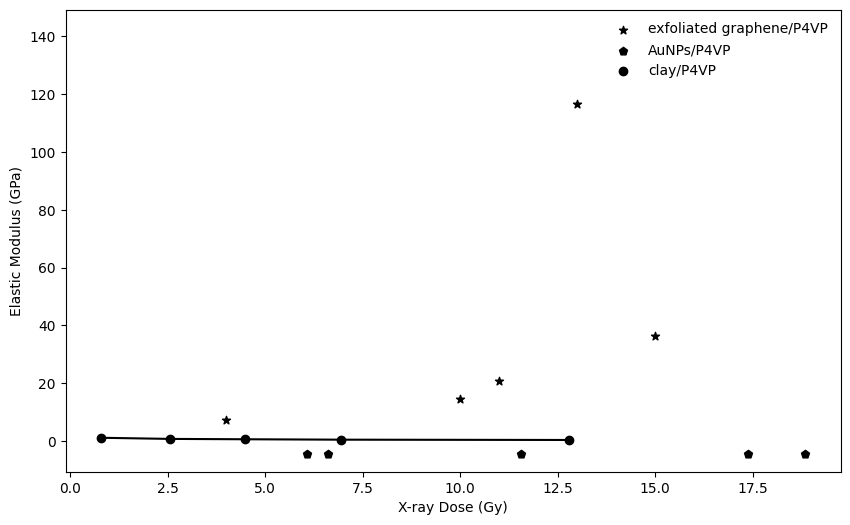 140
120
100
80
60
40
20
0
Elastic Modulus (GPa)
exfoliated graphene/P4VP
AuNPs/P4VP
clay/P4VP
0.0 2.5 5.0 7.5 10.0 12.5 15.0 17.5
X-ray Dose (Gy)